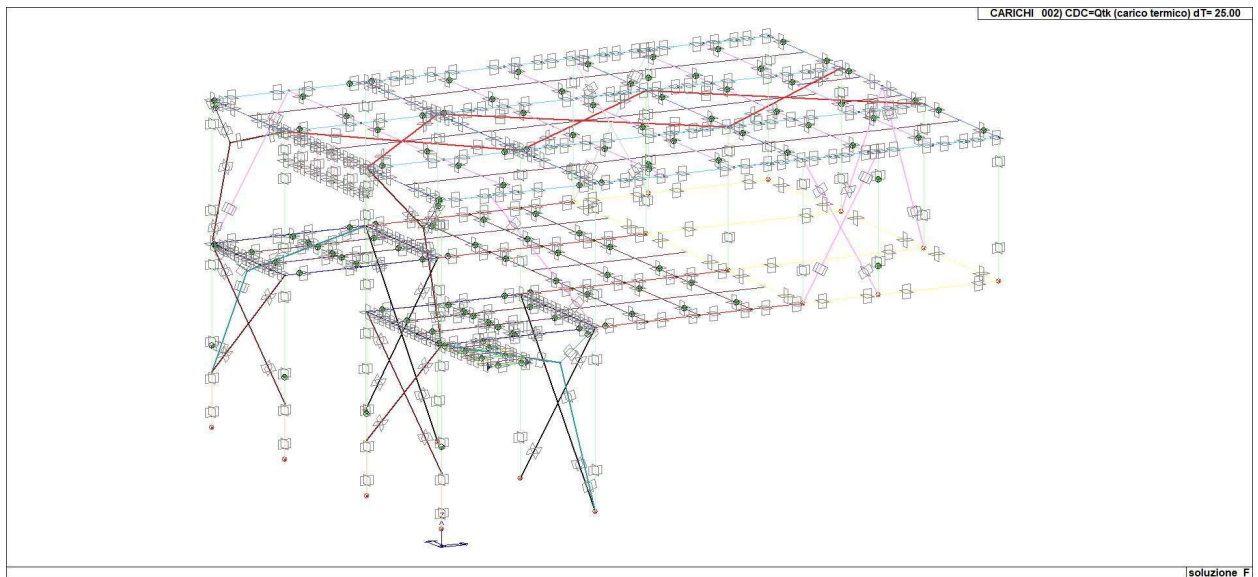 CARICHI 002) CDC=Qtk (carico termico) dT= 25.00
soluzione F